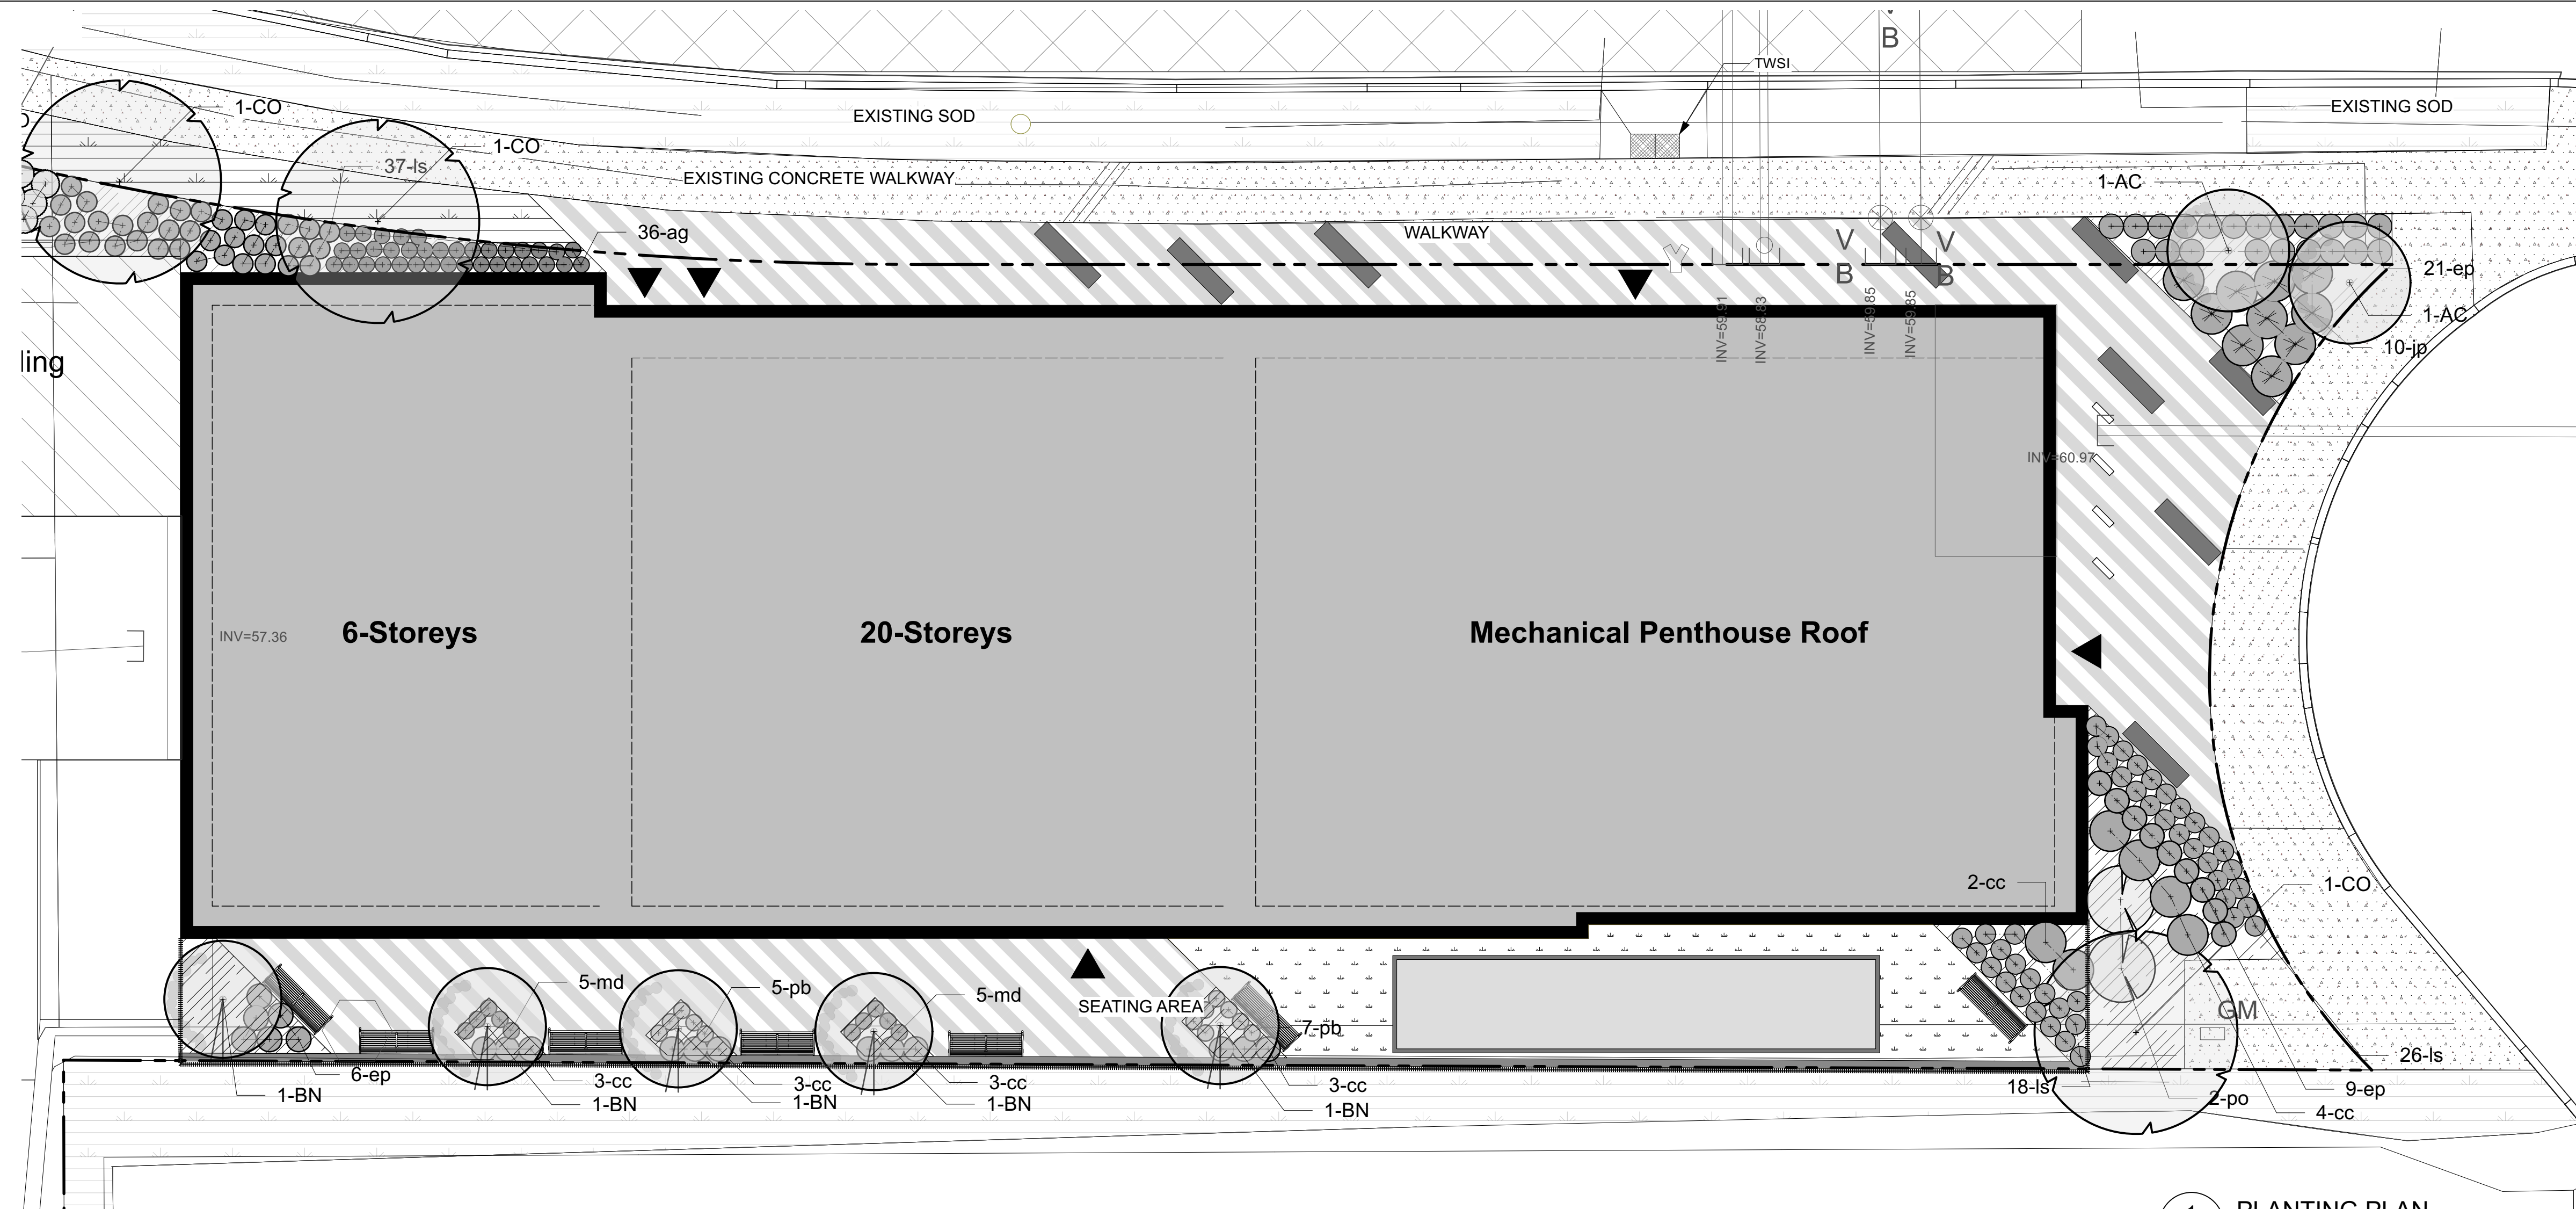 B
TWSI
1-CO
EXISTING SOD
EXISTING SOD
1-CO
37-ls
EXISTING CONCRETE WALKWAY
1-AC
36-ag
WALKWAY
V
B
V
B
21-ep
1-AC
INV=59.91
INV=58.83
INV=59.85
INV=59.85
10-jp
INV=60.97
INV=57.36
6-Storeys
20-Storeys
Mechanical Penthouse Roof
2-cc
1-CO
5-md
5-pb
5-md
SEATING AREA
7-pb
GM
26-ls
6-ep
3-cc
3-cc
3-cc
3-cc
18-ls
9-ep
1-BN
1-BN
1-BN
1-BN
1-BN
2-po
4-cc
PLANTING PLAN